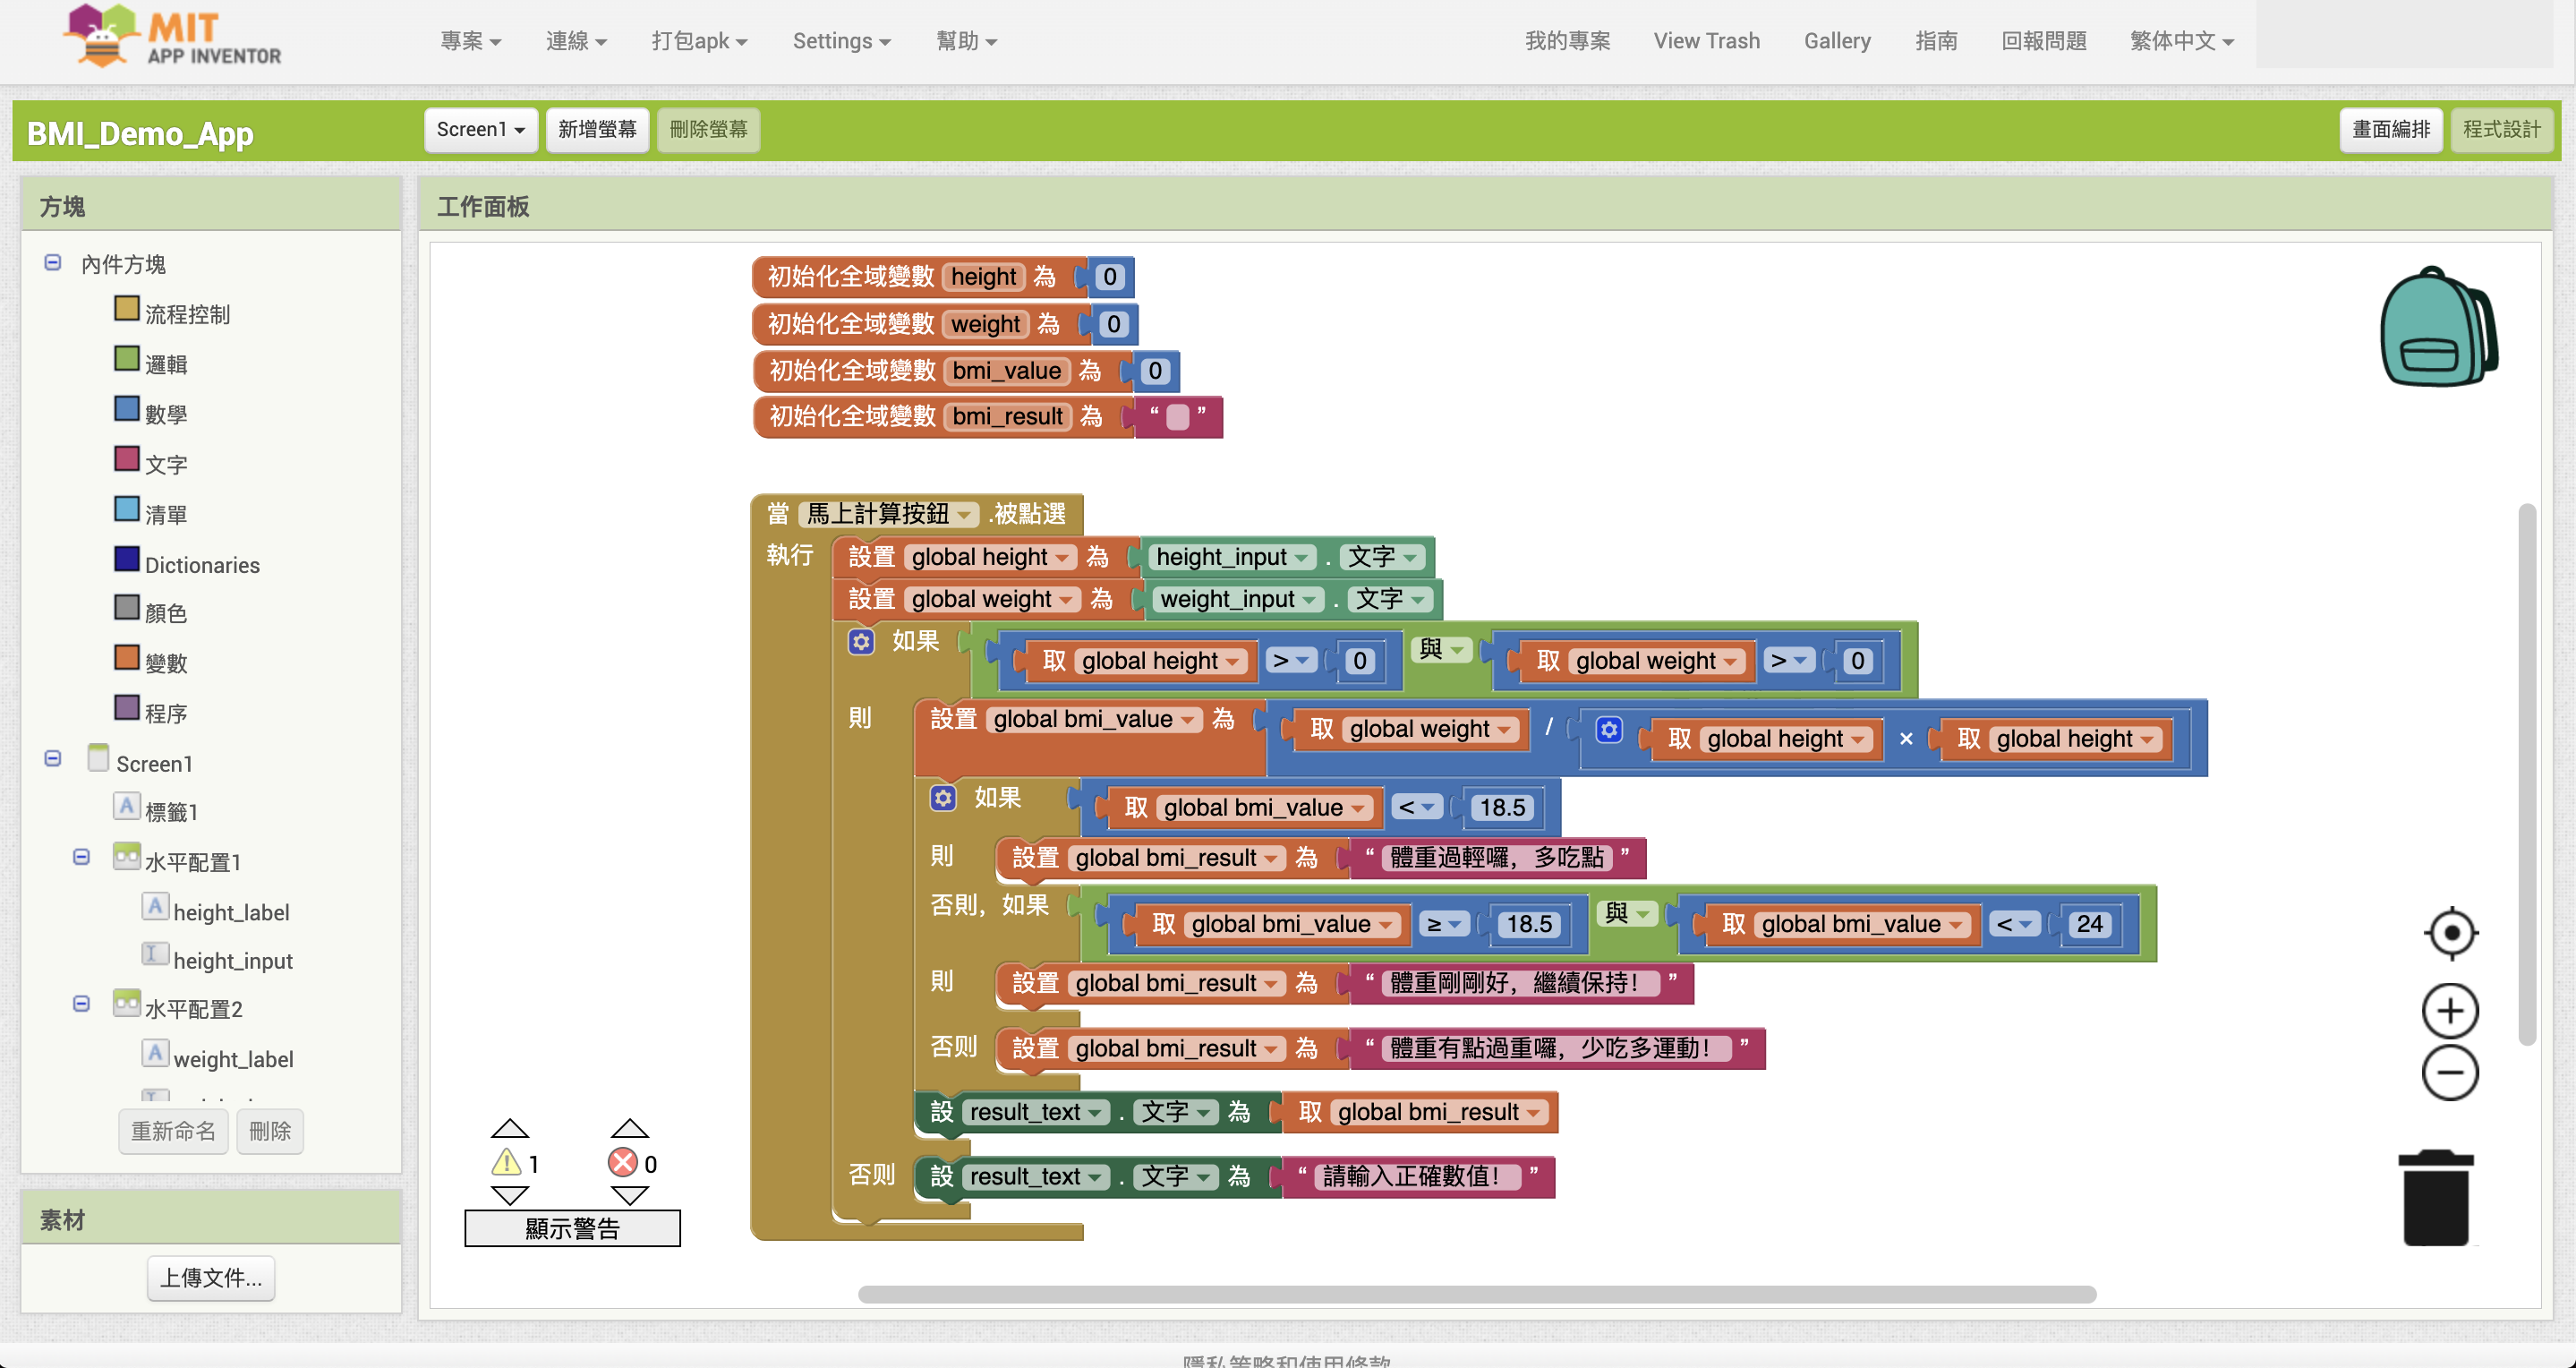 MIT
APP INVENTOR
專案 連線 打包apk Settings 幫助 我的專案 View Trash Gallery 指南 回報問題 繁体中文
BMI_Demo_App Screen1 新增螢幕 刪除螢幕 畫面編排 程式設計
方塊
內件方塊
流程控制
邏輯
數學
文字
清單
Dictionaries
顏色
變數
程序
Screen1
標籤1
水平配置1
height_label
height_input
水平配置2
weight_label
重新命名 刪除
素材
上傳文件...
工作面板
初始化全域變數 height 為 0
初始化全域變數 weight 為 0
初始化全域變數 bmi_value 為 0
初始化全域變數 bmi_result 為 “ ”
當 馬上計算按鈕 .被點選
執行 設置 global height 為 height_input . 文字
設置 global weight 為 weight_input . 文字
如果 取 global height > 0 與 取 global weight > 0
則 設置 global bmi_value 為 取 global weight / 取 global height × 取 global height
如果 取 global bmi_value < 18.5
則 設置 global bmi_result 為 “ 體重過輕囉，多吃點 ”
否則，如果 取 global bmi_value ≥ 18.5 與 取 global bmi_value < 24
則 設置 global bmi_result 為 “ 體重剛剛好，繼續保持！ ”
否则 設置 global bmi_result 為 “ 體重有點過重囉，少吃多運動！ ”
設 result_text . 文字 為 取 global bmi_result
否则 設 result_text . 文字 為 “ 請輸入正確數值！ ”
1 0
顯示警告
隱私策略和使用條款